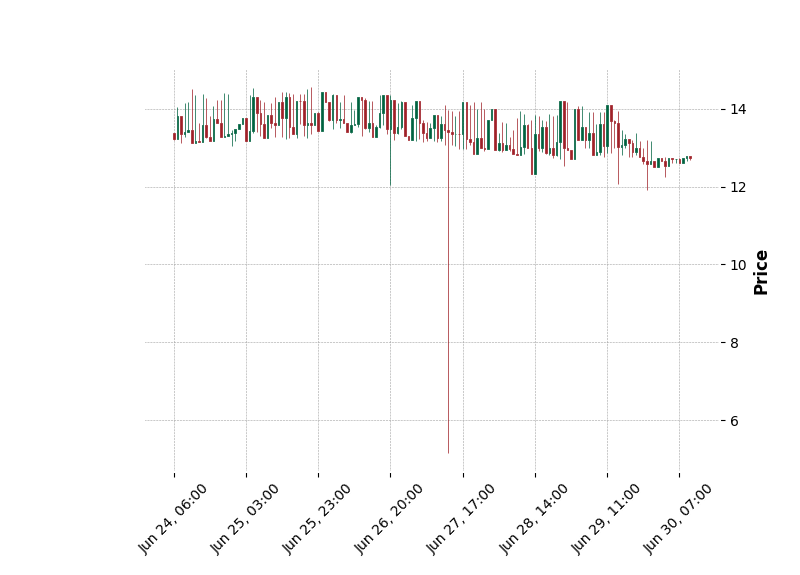 14
12
10
8
6
Price
Jun 24, 06:00
Jun 25, 03:00
Jun 25, 23:00
Jun 26, 20:00
Jun 27, 17:00
Jun 28, 14:00
Jun 29, 11:00
Jun 30, 07:00